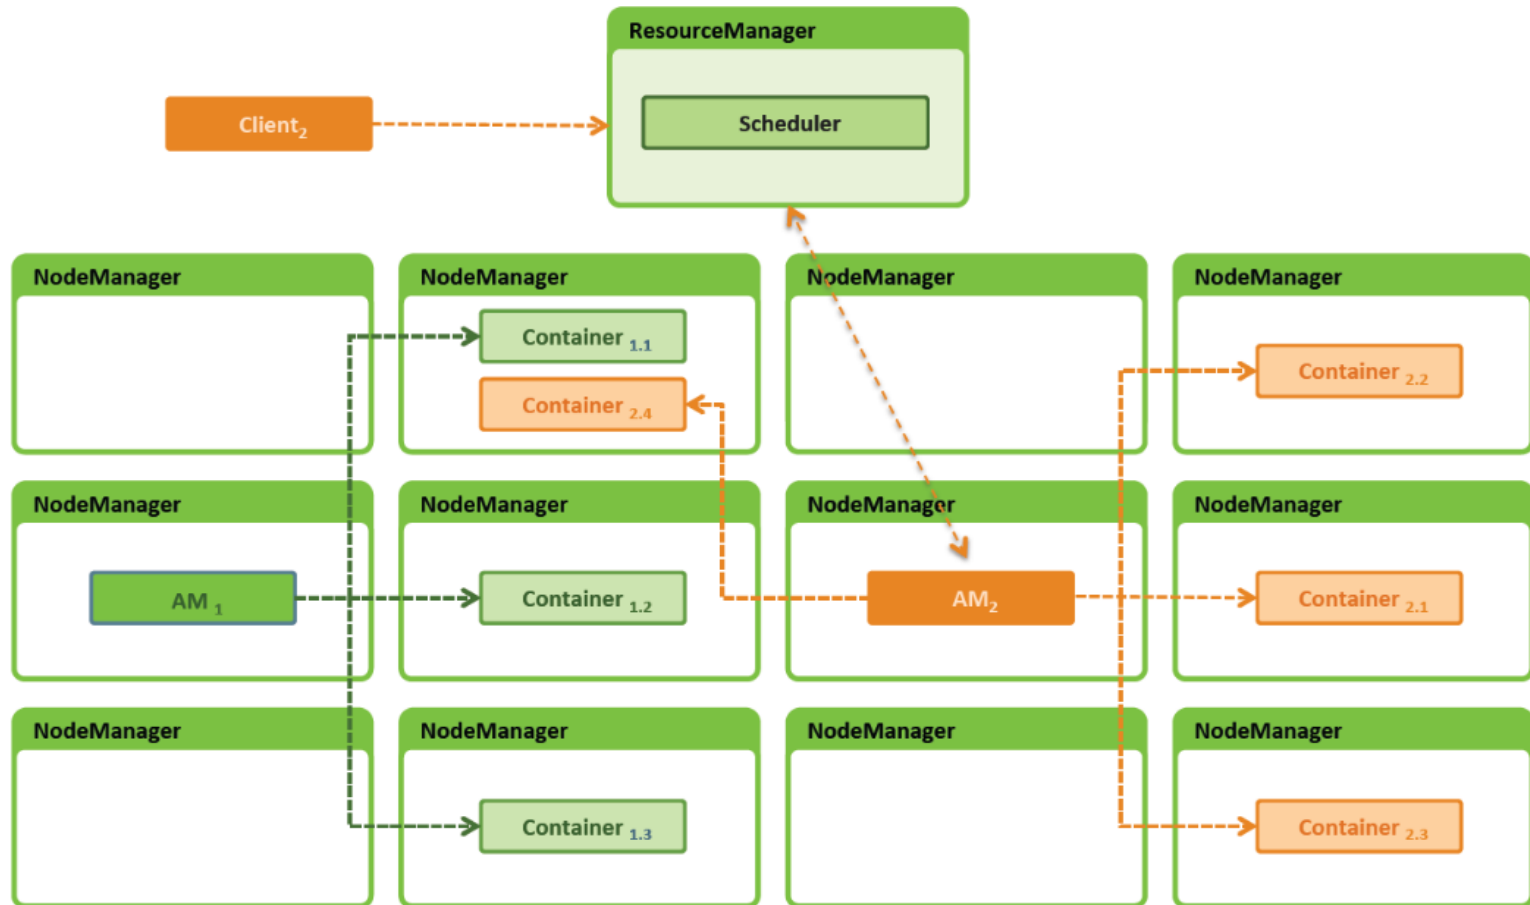 ResourceManager
Client2
Scheduler
NodeManager
NodeManager
NodeManager
NodeManager
Container 1.1
Container 2.2
Container 2.4
NodeManager
NodeManager
NodeManager
NodeManager
AM 1
Container 1.2
AM2
Container 2.1
NodeManager
NodeManager
NodeManager
NodeManager
Container 1.3
Container 2.3